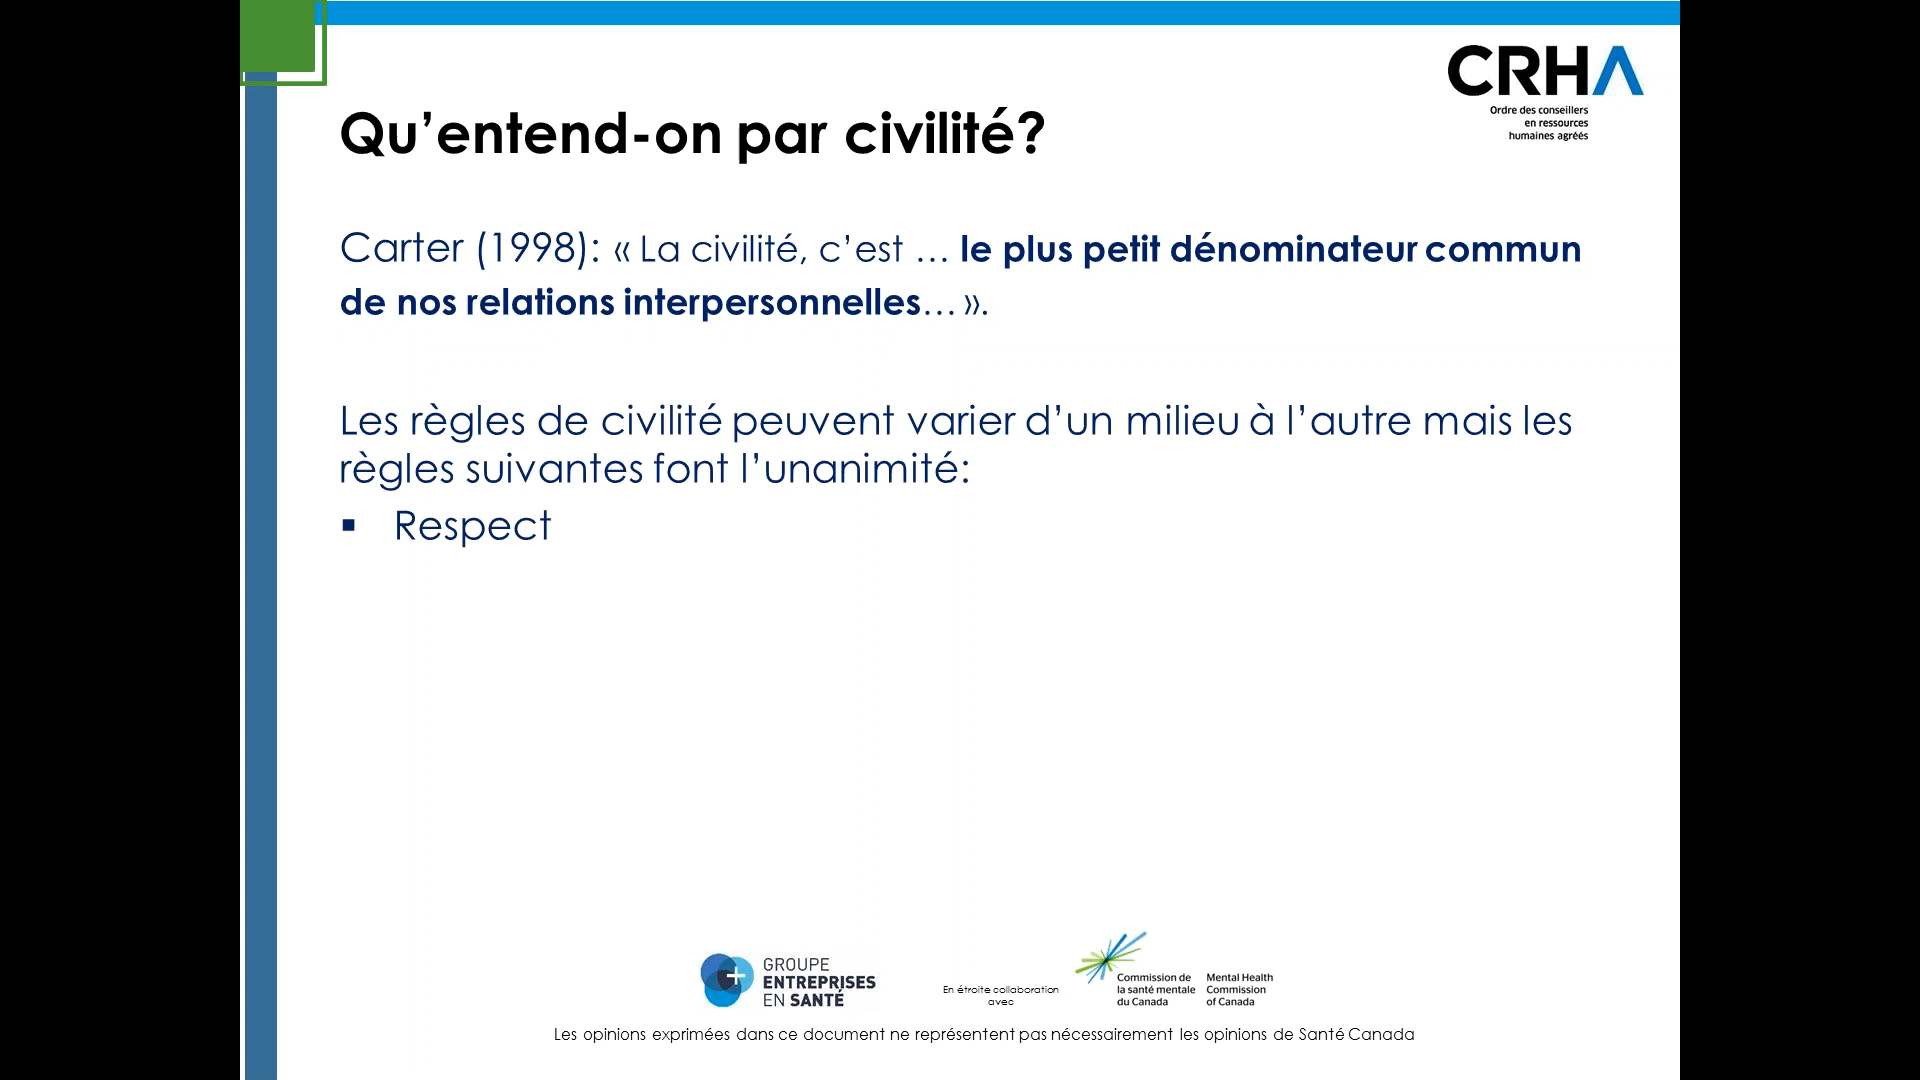 CRHA
Ordre des conseillers
en ressources
humaines agréés
Qu’entend-on par civilité?
Carter (1998): « La civilité, c’est … le plus petit dénominateur commun
de nos relations interpersonnelles… ».
Les règles de civilité peuvent varier d’un milieu à l’autre mais les
règles suivantes font l’unanimité:
▪ Respect
GROUPE
ENTREPRISES
EN SANTÉ
En étroite collaboration
avec
Commission de
la santé mentale
du Canada
Mental Health
Commission
of Canada
Les opinions exprimées dans ce document ne représentent pas nécessairement les opinions de Santé Canada